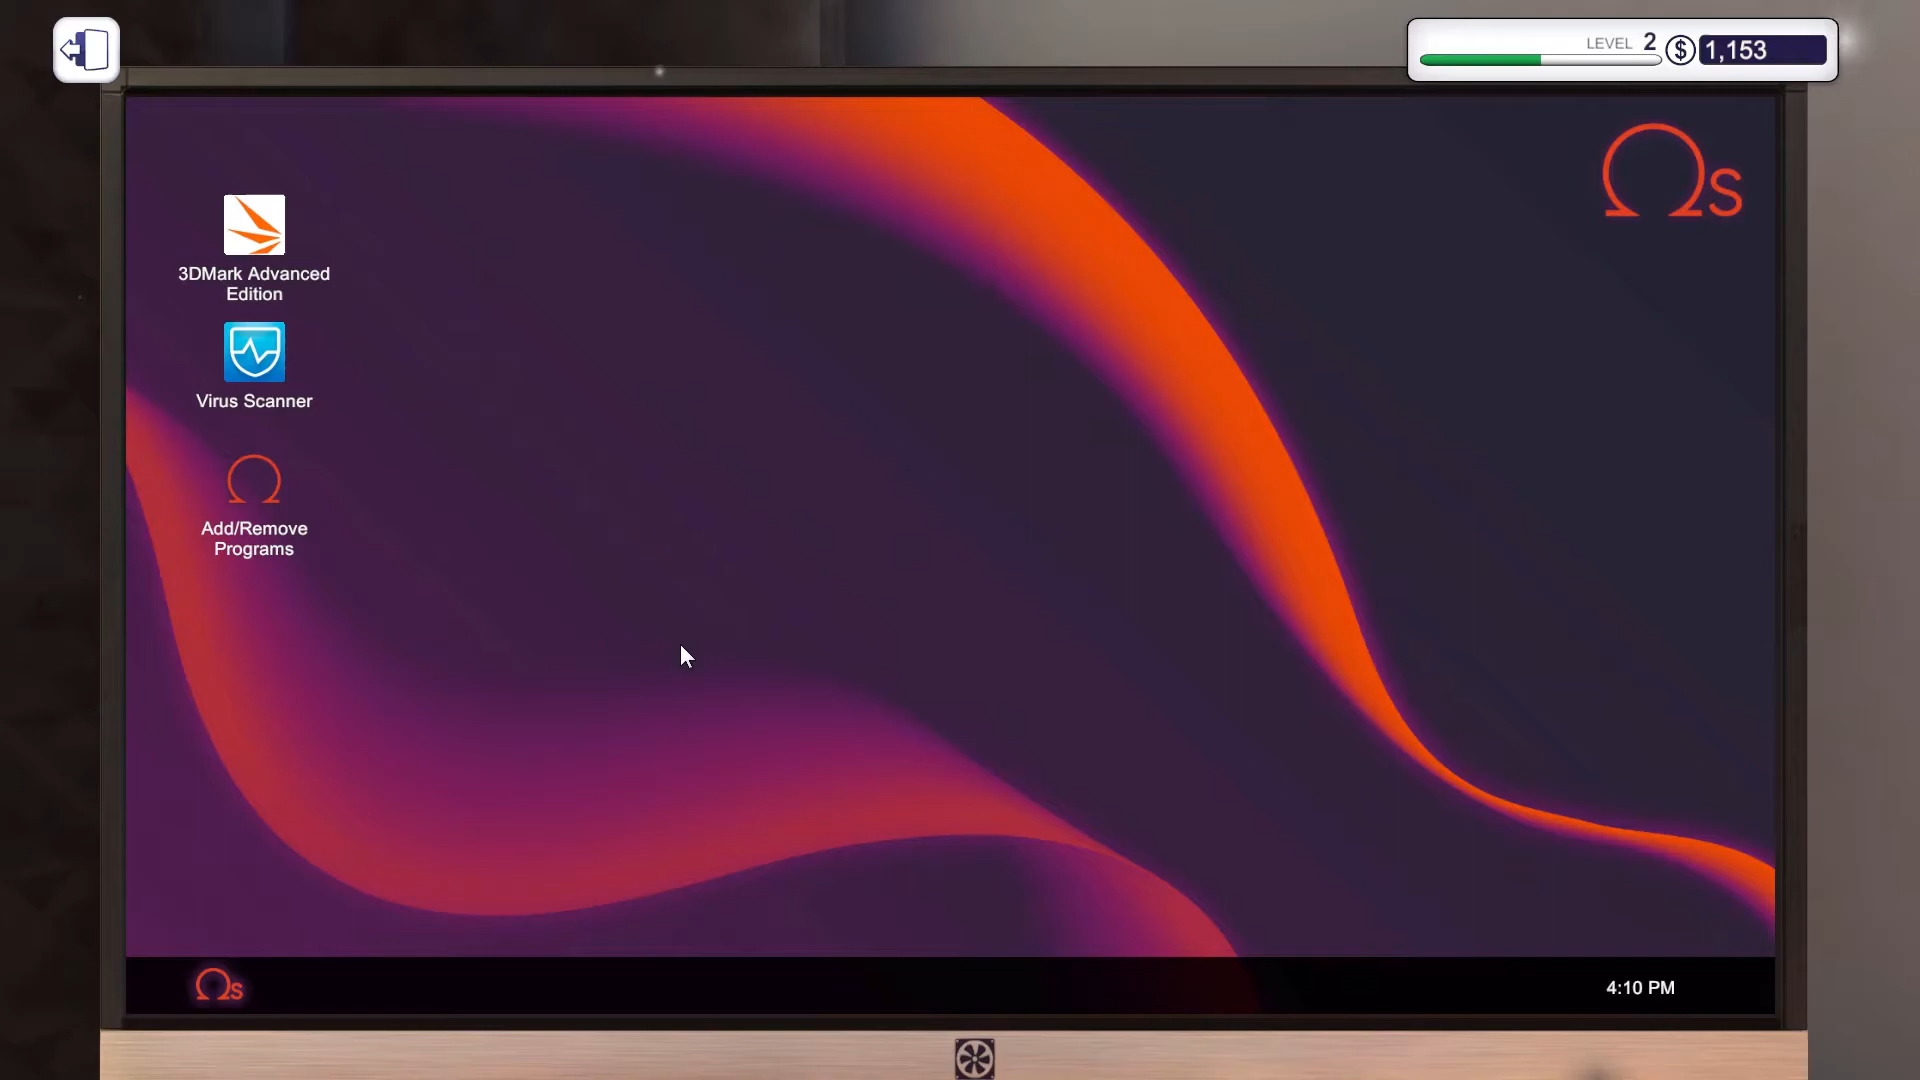 LEVEL 2 $ 1,153
Ωs
3DMark Advanced
Edition
Virus Scanner
Add/Remove
Programs
Ωs
4:10 PM